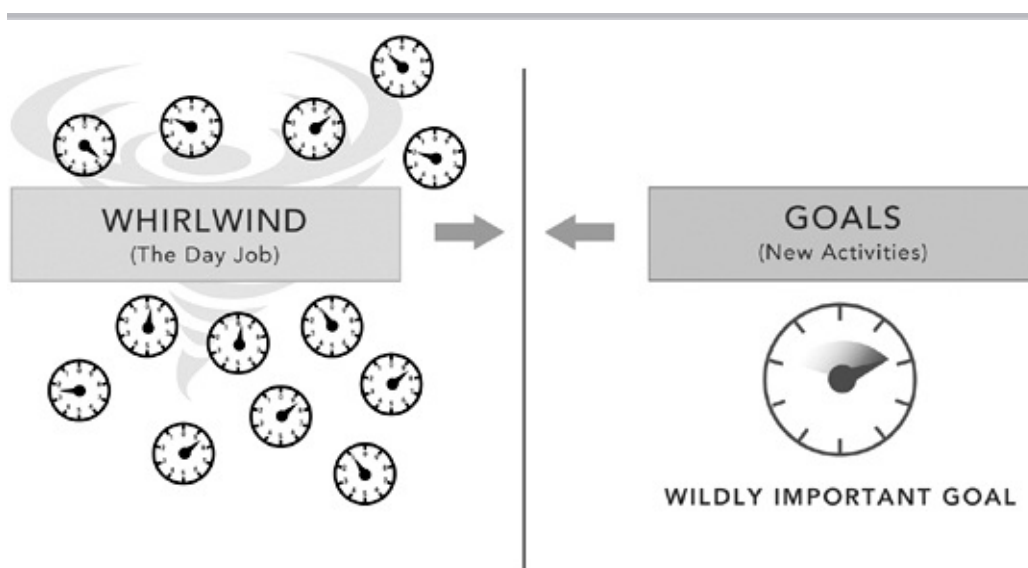 WHIRLWIND
(The Day Job)
GOALS
(New Activities)
WILDLY IMPORTANT GOAL